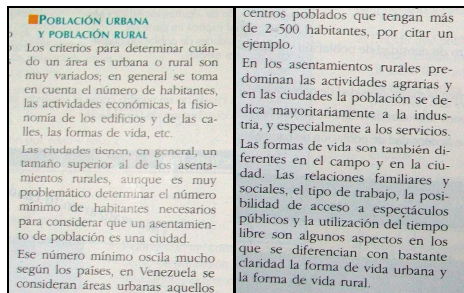 POBLACIÓN URBANA
Y POBLACIÓN RURAL
Los criterios para determinar cuán-
do un área es urbana o rural son
muy variados; en general se toma
en cuenta el número de habitantes,
las actividades económicas, la fisio-
nomía de los edificios y de las ca-
lles, las formas de vida, etc.
Las ciudades tienen, en general, un
tamaño superior al de los asenta-
mientos rurales, aunque es muy
problemático determinar el número
mínimo de habitantes necesarios
para considerar que un asentamien-
to de población es una ciudad.
Ese número mínimo oscila mucho
según los países, en Venezuela se
consideran áreas urbanas aquellos
centros poblados que tengan más
de 2 500 habitantes, por citar un
ejemplo.
En los asentamientos rurales pre-
dominan las actividades agrarias y
en las ciudades la población se de-
dica mayoritariamente a la indus-
tria, y especialmente a los servicios.
Las formas de vida son también di-
ferentes en el campo y en la ciu-
dad. Las relaciones familiares y
sociales, el tipo de trabajo, la posi-
bilidad de acceso a espectáculos
públicos y la utilización del tiempo
libre son algunos aspectos en los
que se diferencian con bastante
claridad la forma de vida urbana y
la forma de vida rural.